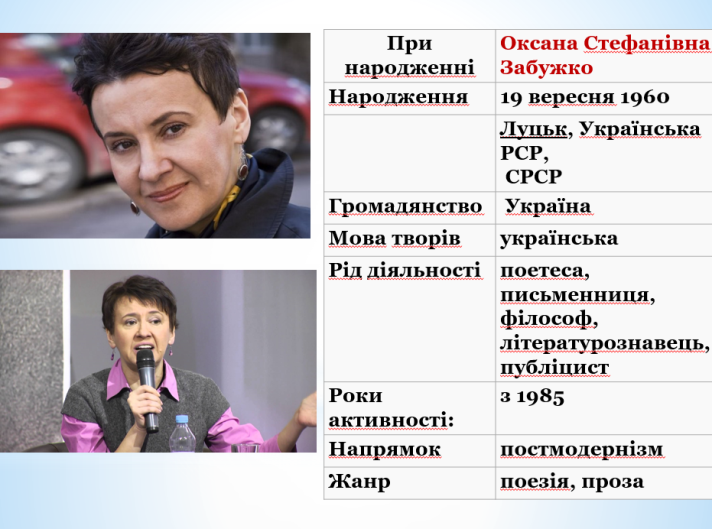 При
народженні
Оксана Стефанівна
Забужко
Народження
19 вересня 1960
Луцьк, Українська
РСР,
СРСР
Громадянство
Україна
Мова творів
українська
Рід діяльності
поетеса,
письменниця,
філософ,
літературознавець,
публіцист
Роки
активності:
з 1985
Напрямок
постмодернізм
Жанр
поезія, проза